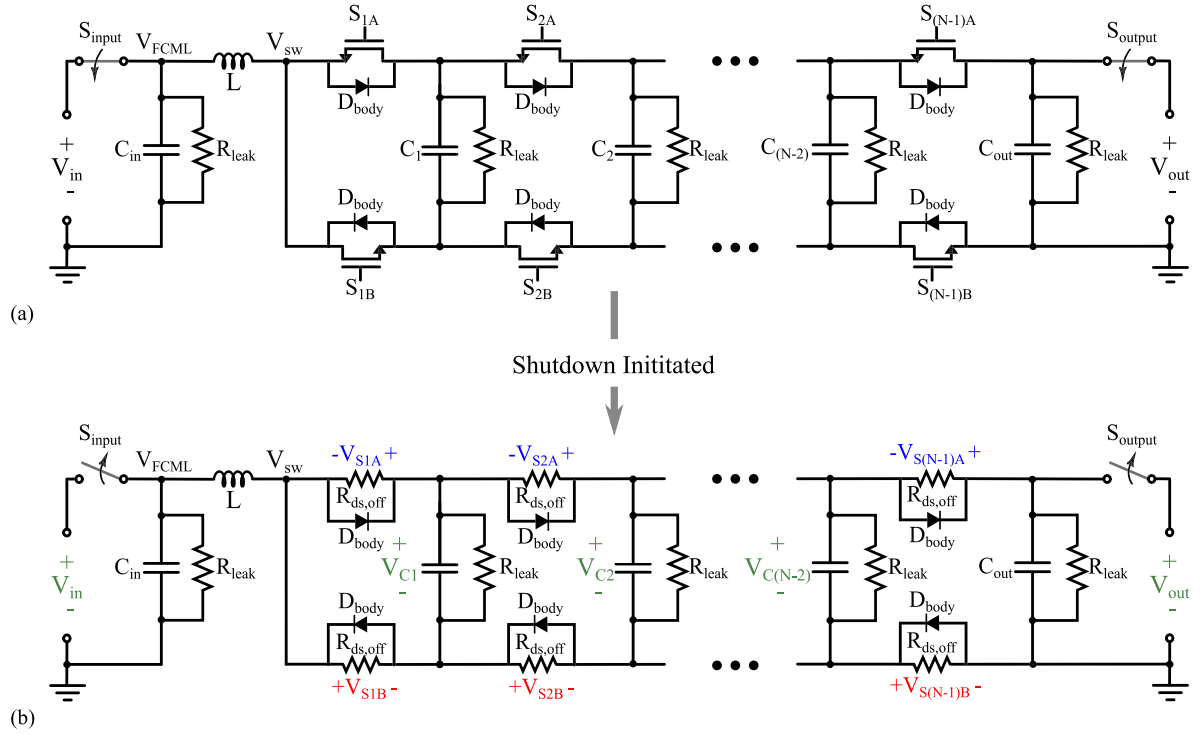 S_input
V_FCML
L
V_sw
S_1A
S_2A
S_(N-1)A
S_output
D_body
D_body
D_body
+
V_in
-
C_in
R_leak
C_1
R_leak
C_2
R_leak
C_(N-2)
R_leak
C_out
R_leak
+
V_out
-
D_body
D_body
D_body
S_1B
S_2B
S_(N-1)B
(a)
Shutdown Inititated
S_input
V_FCML
L
V_sw
-V_S1A+
-V_S2A+
-V_S(N-1)A+
S_output
R_ds,off
R_ds,off
R_ds,off
D_body
D_body
D_body
+
V_in
-
C_in
R_leak
+
V_C1
-
R_leak
+
V_C2
-
R_leak
+
V_C(N-2)
-
R_leak
C_out
R_leak
+
V_out
-
D_body
D_body
D_body
R_ds,off
R_ds,off
R_ds,off
+V_S1B-
+V_S2B-
+V_S(N-1)B-
(b)